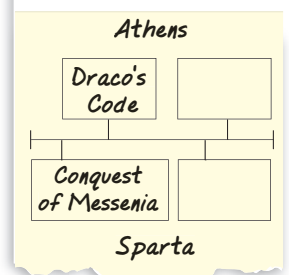 Athens
Draco's
Code
Conquest
of Messenia
Sparta